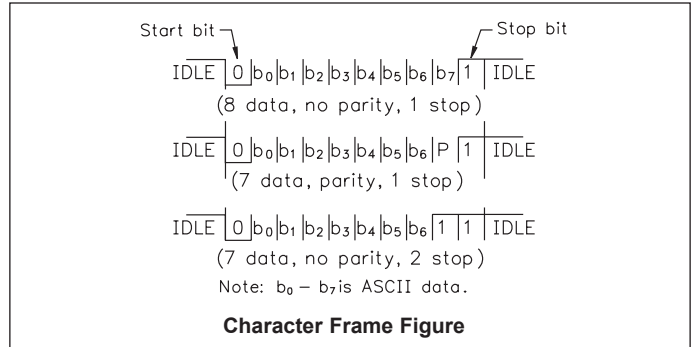 Start bit Stop bit
IDLE 0 b₀ b₁ b₂ b₃ b₄ b₅ b₆ b₇ 1 IDLE
(8 data, no parity, 1 stop)
IDLE 0 b₀ b₁ b₂ b₃ b₄ b₅ b₆ P 1 IDLE
(7 data, parity, 1 stop)
IDLE 0 b₀ b₁ b₂ b₃ b₄ b₅ b₆ 1 1 IDLE
(7 data, no parity, 2 stop)
Note: b₀ – b₇ is ASCII data.
Character Frame Figure